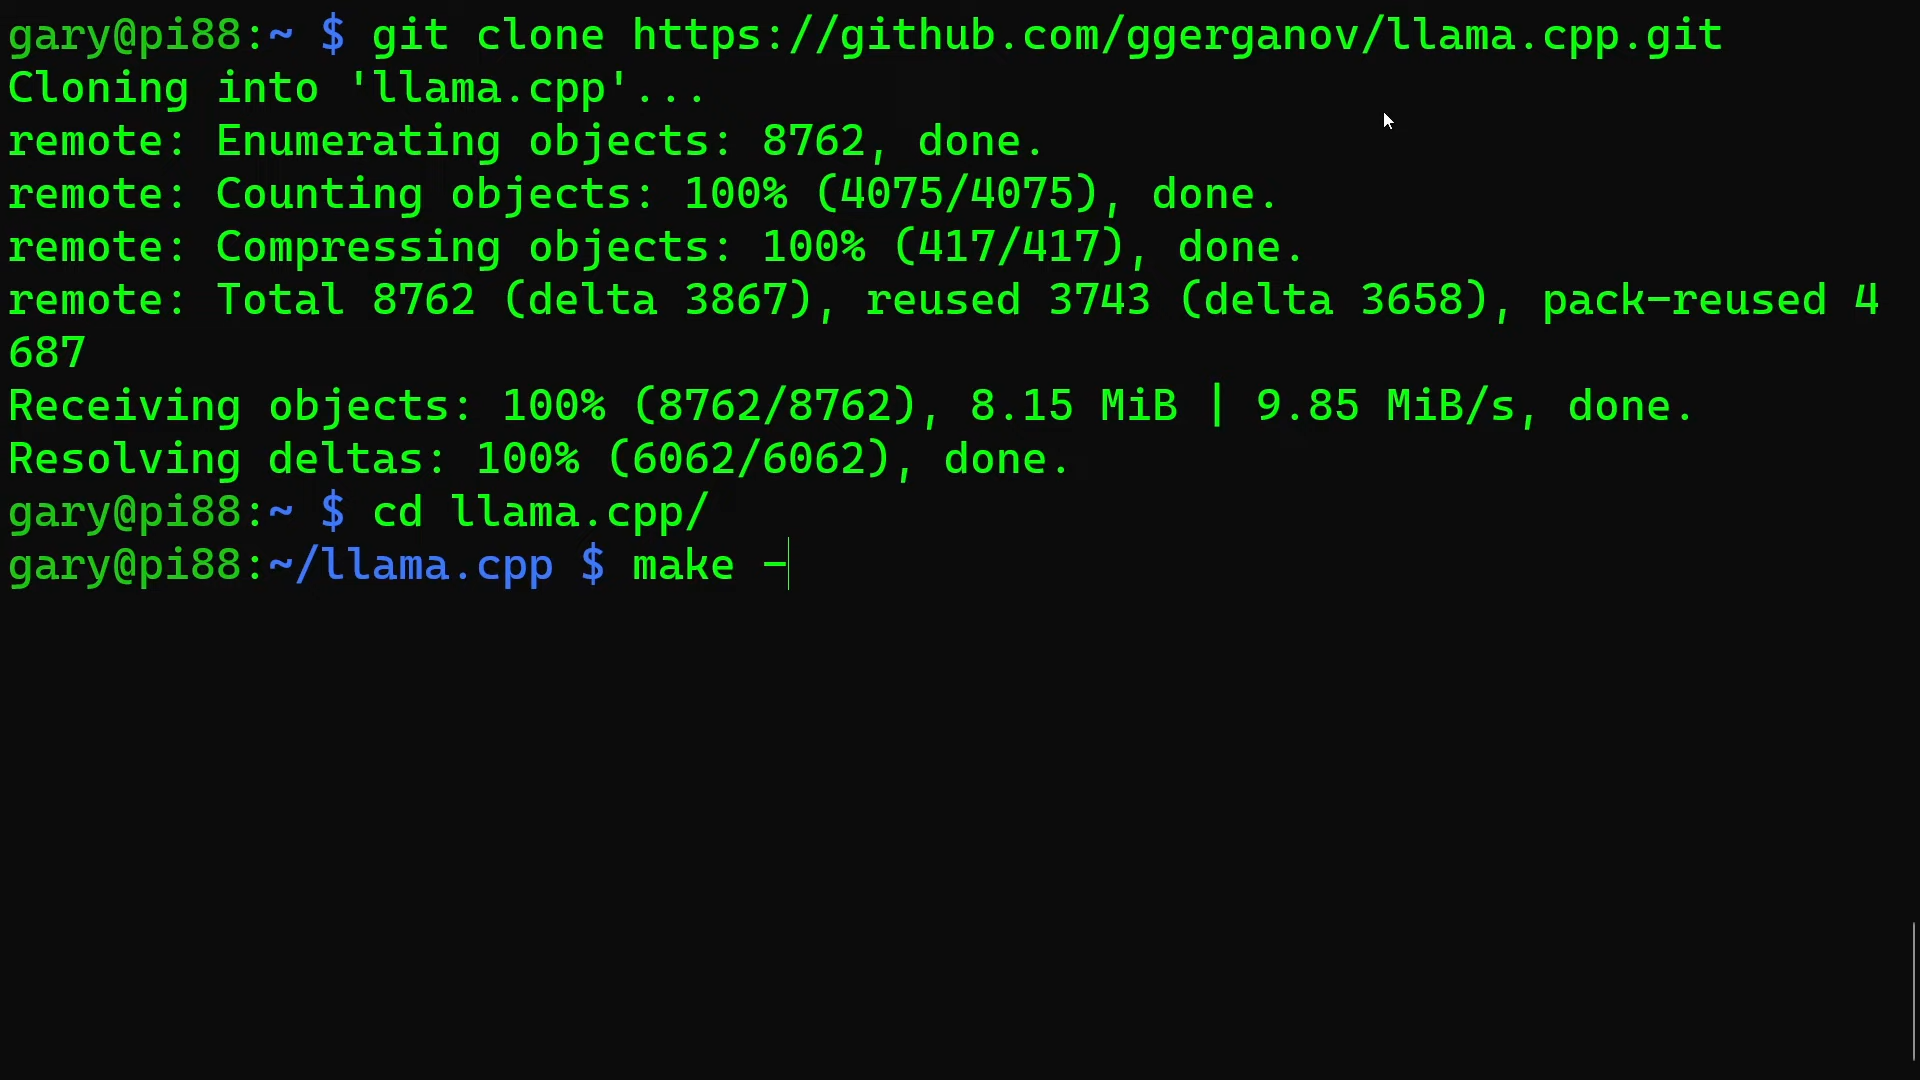 gary@pi88:~ $ git clone https://github.com/ggerganov/llama.cpp.git
Cloning into 'llama.cpp'...
remote: Enumerating objects: 8762, done.
remote: Counting objects: 100% (4075/4075), done.
remote: Compressing objects: 100% (417/417), done.
remote: Total 8762 (delta 3867), reused 3743 (delta 3658), pack-reused 4
687
Receiving objects: 100% (8762/8762), 8.15 MiB | 9.85 MiB/s, done.
Resolving deltas: 100% (6062/6062), done.
gary@pi88:~ $ cd llama.cpp/
gary@pi88:~/llama.cpp $ make -